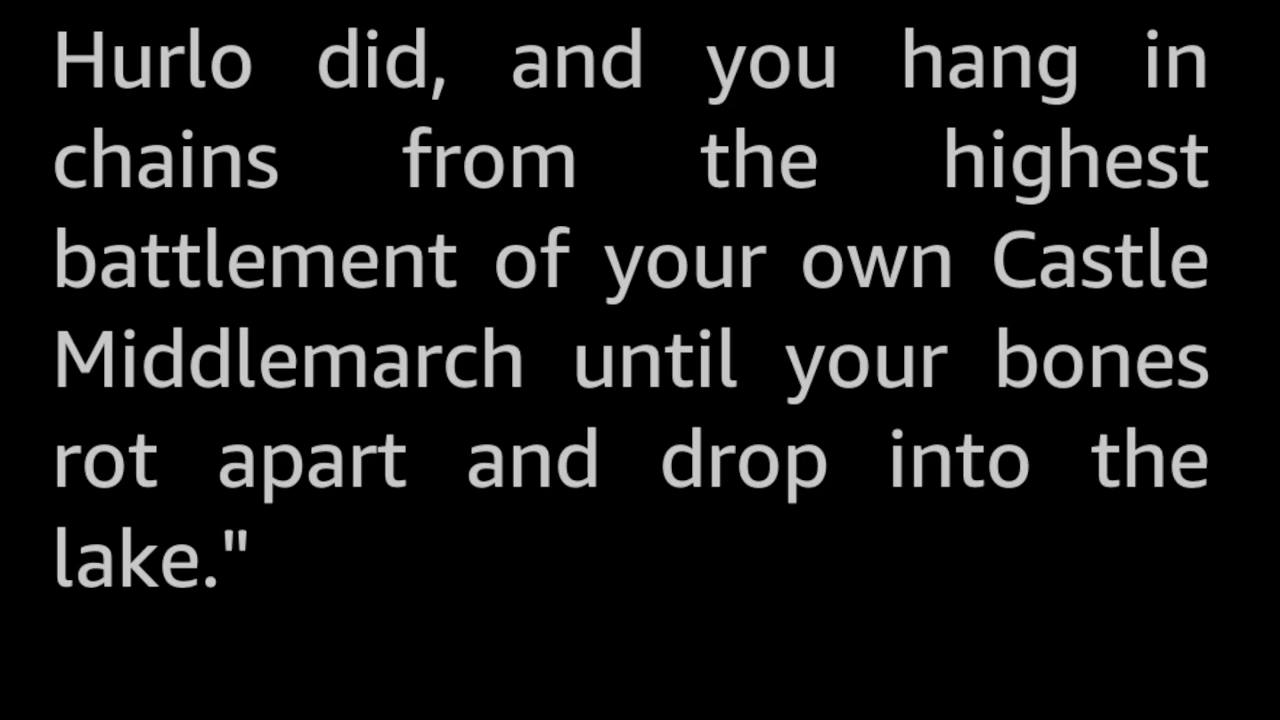 Hurlo did, and you hang in
chains from the highest
battlement of your own Castle
Middlemarch until your bones
rot apart and drop into the
lake."